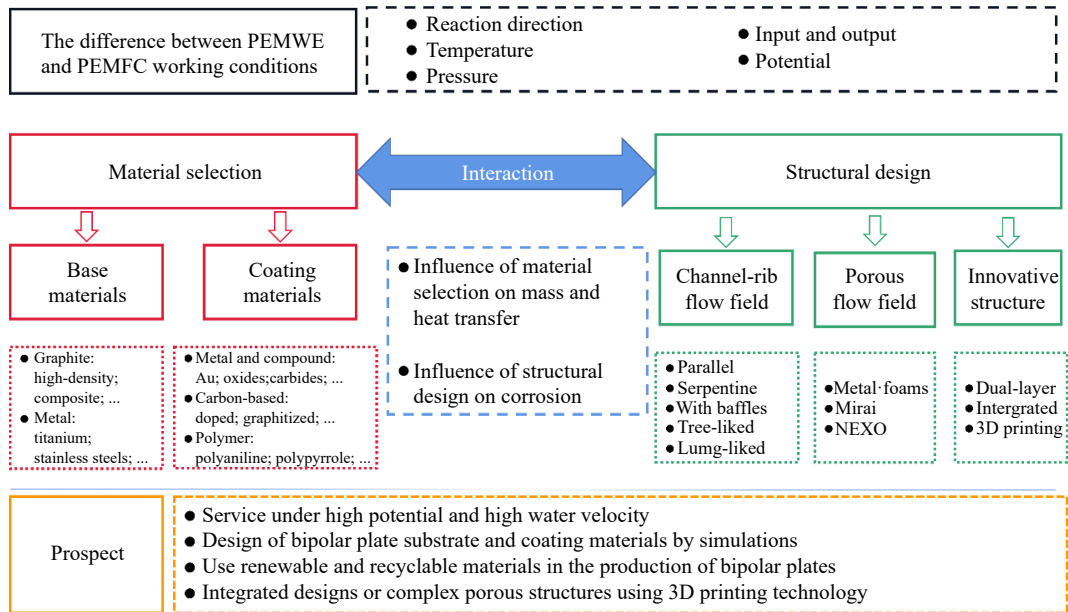 The difference between PEMWE
and PEMFC working conditions
● Reaction direction
● Temperature
● Pressure
● Input and output
● Potential
Material selection
Interaction
Structural design
Base
materials
Coating
materials
● Influence of material
selection on mass and
heat transfer
● Influence of structural
design on corrosion
Channel-rib
flow field
Porous
flow field
Innovative
structure
● Graphite:
high-density;
composite; ...
● Metal:
titanium;
stainless steels; ...
● Metal and compound:
Au; oxides;carbides; ...
● Carbon-based:
doped; graphitized; ...
● Polymer:
polyaniline; polypyrrole; ...
● Parallel
● Serpentine
● With baffles
● Tree-liked
● Lumg-liked
● Metal·foams
● Mirai
● NEXO
● Dual-layer
● Intergrated
● 3D printing
Prospect
● Service under high potential and high water velocity
● Design of bipolar plate substrate and coating materials by simulations
● Use renewable and recyclable materials in the production of bipolar plates
● Integrated designs or complex porous structures using 3D printing technology